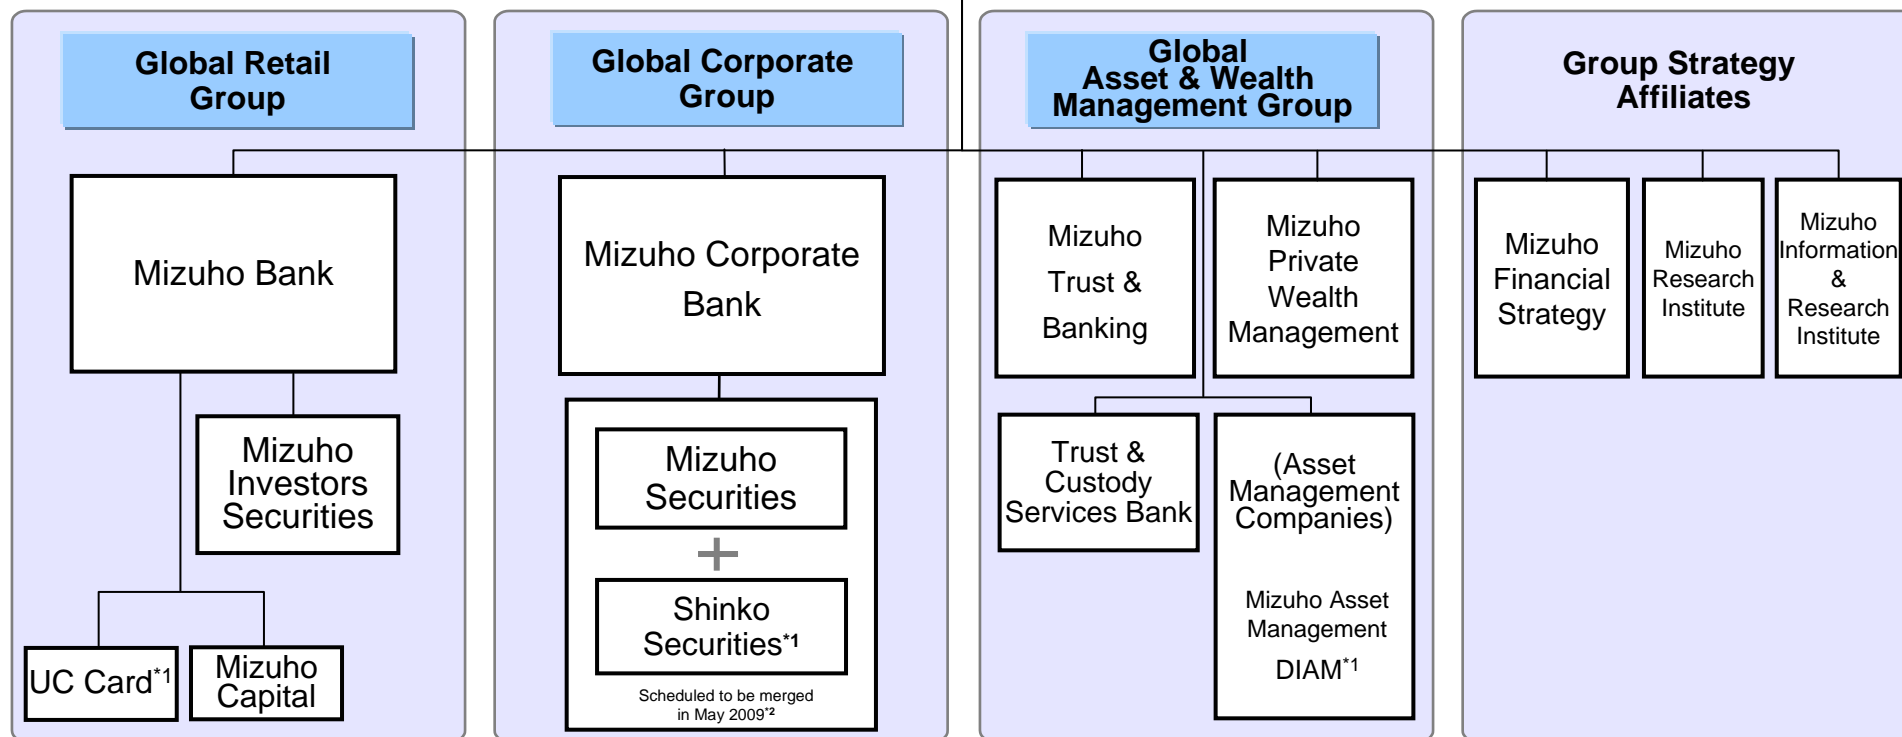 Global Retail
Group
Global Corporate
Group
Global
Asset & Wealth
Management Group
Group Strategy
Affiliates
Mizuho Bank
Mizuho
Investors
Securities
UC Card*1
Mizuho
Capital
Mizuho Corporate
Bank
Mizuho
Securities
+
Shinko
Securities*1
Scheduled to be merged
in May 2009*2
Mizuho
Trust &
Banking
Mizuho
Private
Wealth
Management
Trust &
Custody
Services Bank
(Asset
Management
Companies)
Mizuho Asset
Management
DIAM*1
Mizuho
Financial
Strategy
Mizuho
Research
Institute
Mizuho
Information
&
Research
Institute